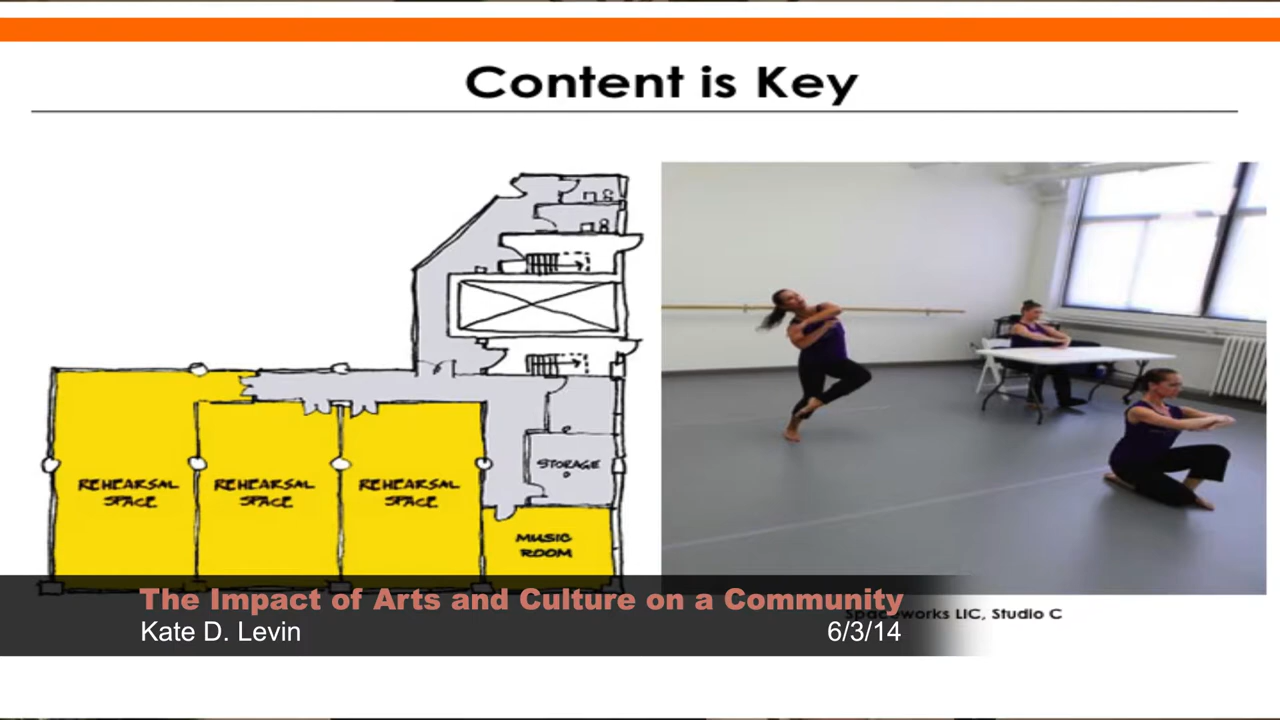 Content is Key
REHEARSAL
SPACE
REHEARSAL
SPACE
REHEARSAL
SPACE
STORAGE
MUSIC
ROOM
The Impact of Arts and Culture on a Community
Spaceworks LIC, Studio C
Kate D. Levin
6/3/14